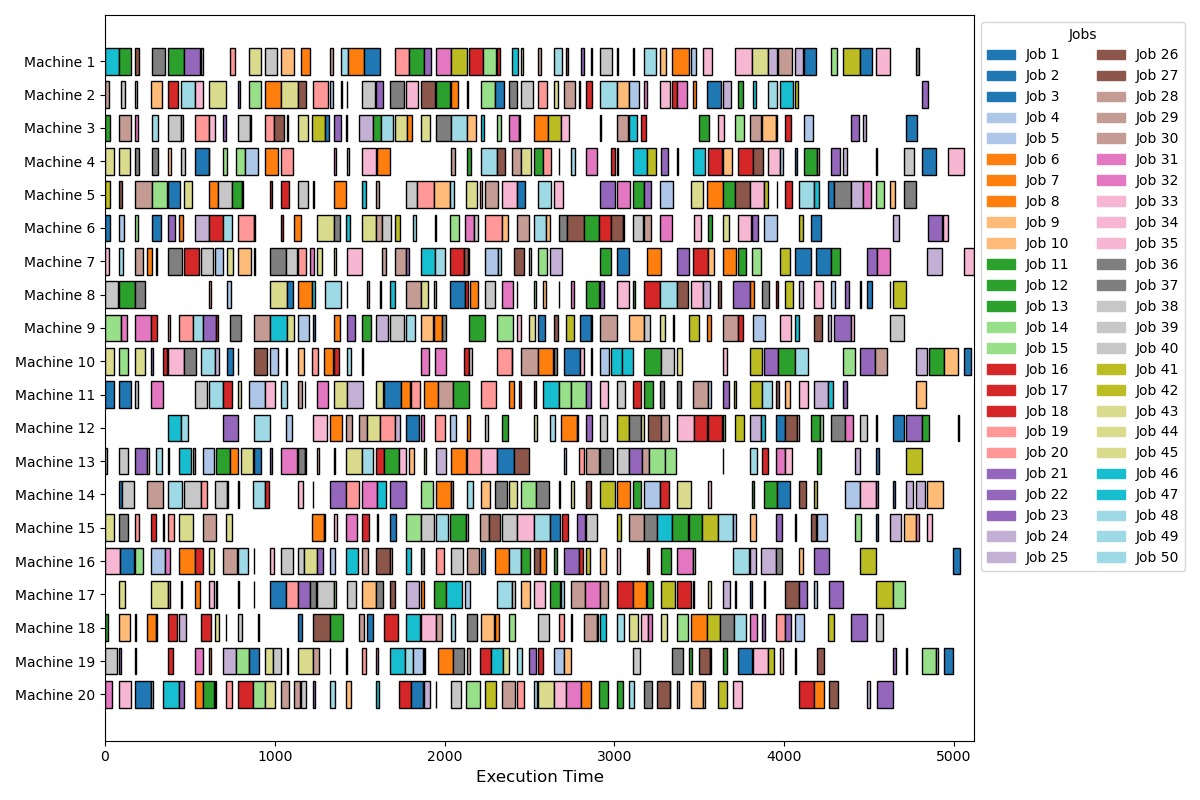 Machine 1
Machine 2
Machine 3
Machine 4
Machine 5
Machine 6
Machine 7
Machine 8
Machine 9
Machine 10
Machine 11
Machine 12
Machine 13
Machine 14
Machine 15
Machine 16
Machine 17
Machine 18
Machine 19
Machine 20
0 1000 2000 3000 4000 5000
Execution Time
Jobs
Job 1
Job 2
Job 3
Job 4
Job 5
Job 6
Job 7
Job 8
Job 9
Job 10
Job 11
Job 12
Job 13
Job 14
Job 15
Job 16
Job 17
Job 18
Job 19
Job 20
Job 21
Job 22
Job 23
Job 24
Job 25
Job 26
Job 27
Job 28
Job 29
Job 30
Job 31
Job 32
Job 33
Job 34
Job 35
Job 36
Job 37
Job 38
Job 39
Job 40
Job 41
Job 42
Job 43
Job 44
Job 45
Job 46
Job 47
Job 48
Job 49
Job 50